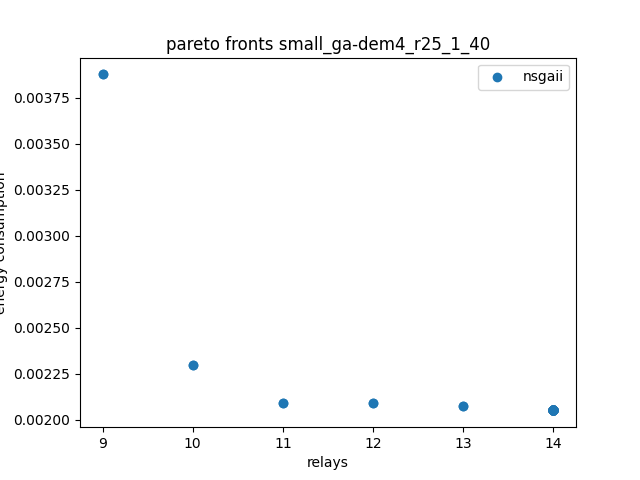 pareto fronts small_ga-dem4_r25_1_40
nsgaii
0.00375
0.00350
0.00325
0.00300
0.00275
0.00250
0.00225
0.00200
energy consumption
9 10 11 12 13 14
relays